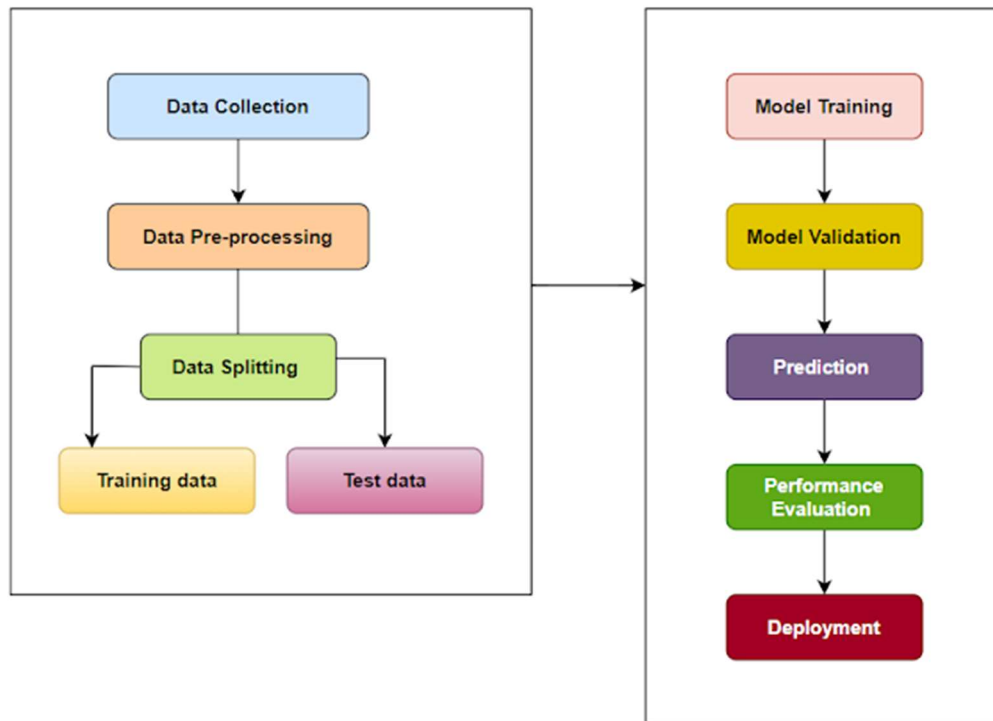 Data Collection
Data Pre-processing
Data Splitting
Training data
Test data
Model Training
Model Validation
Prediction
Performance
Evaluation
Deployment